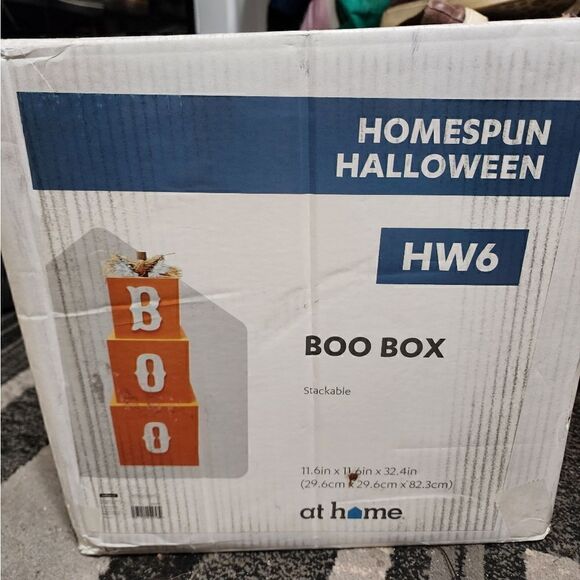 HOMESPUN
HALLOWEEN
HW6
B
O
O
BOO BOX
Stackable
11.6in x 11.6in x 32.4in
(29.6cm x 29.6cm x 82.3cm)
at home